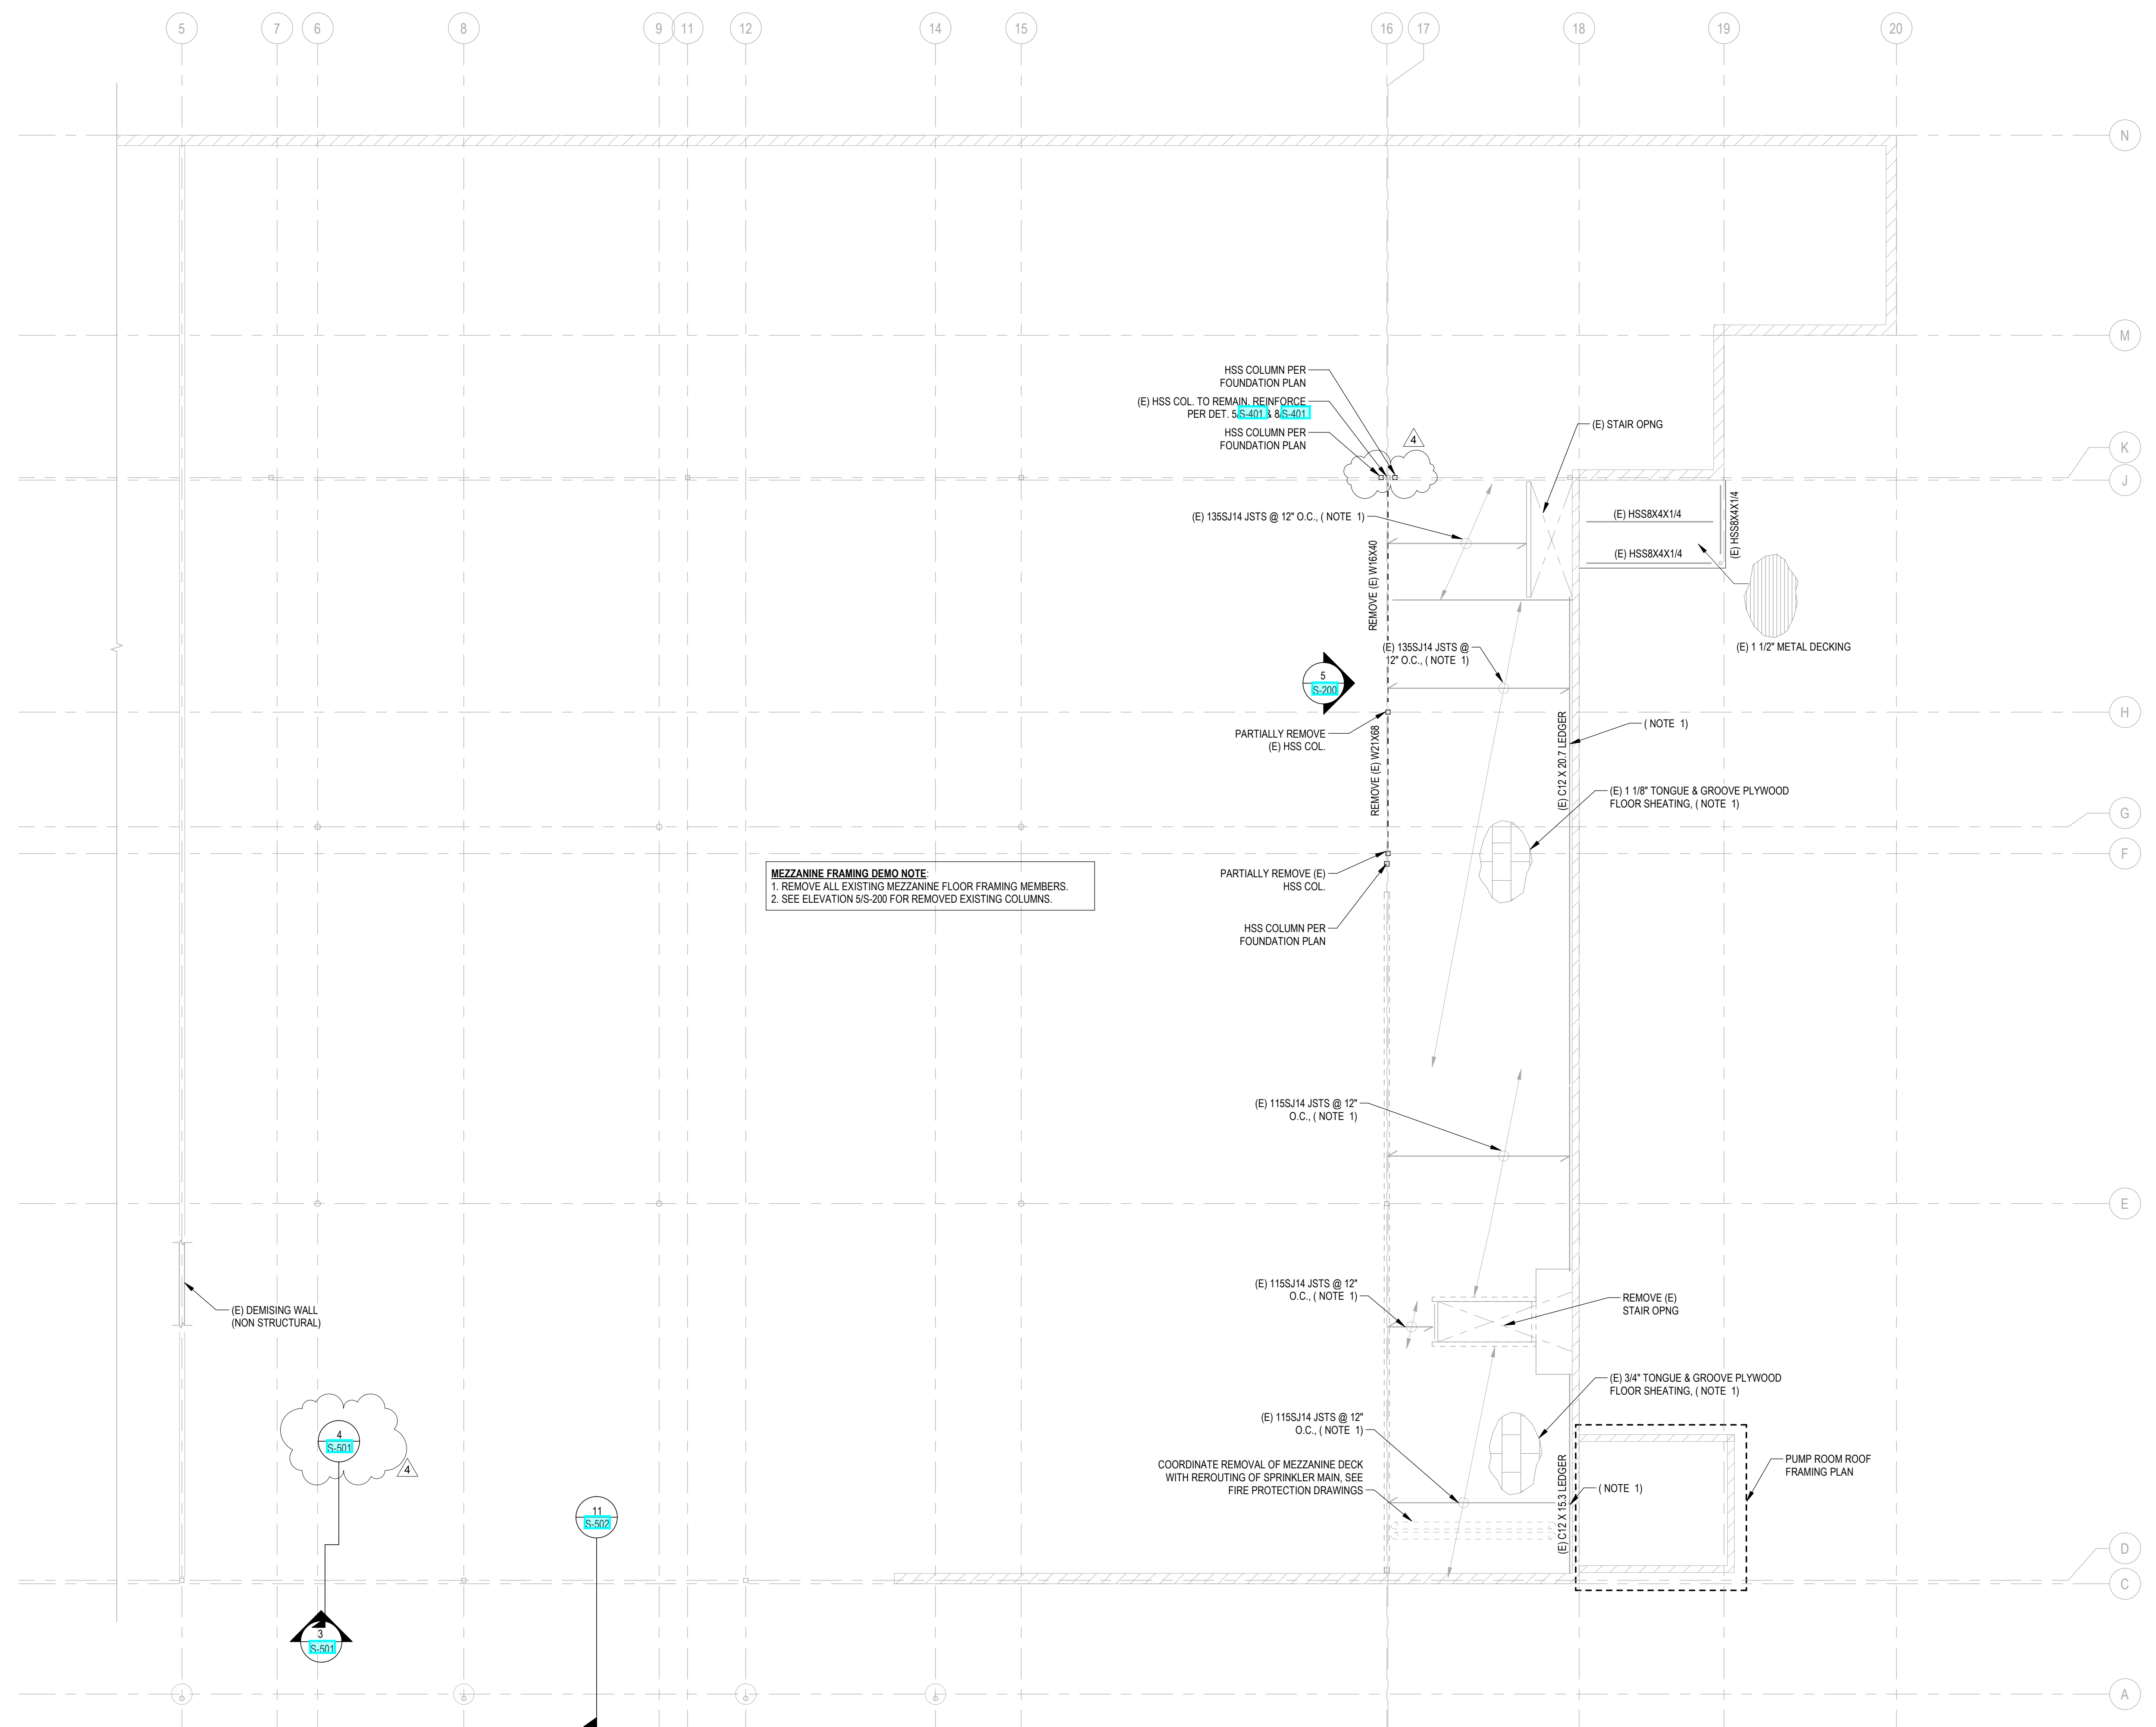 5
7
6
8
9
11
12
14
15
16
17
18
19
20
N
M
HSS COLUMN PER
FOUNDATION PLAN
(E) HSS COL. TO REMAIN. REINFORCE
PER DET. 5/S-401 & 8/S-401
HSS COLUMN PER
FOUNDATION PLAN
4
(E) STAIR OPNG
K
J
(E) 135SJ14 JSTS @ 12" O.C., ( NOTE 1)
REMOVE (E) W16X40
(E) HSS8X4X1/4
(E) HSS8X4X1/4
(E) HSS8X4X1/4
(E) 1 1/2" METAL DECKING
(E) 135SJ14 JSTS @
12" O.C., ( NOTE 1)
5
S-200
H
PARTIALLY REMOVE
(E) HSS COL.
REMOVE (E) W21X68
(E) C12 X 20.7 LEDGER
( NOTE 1)
(E) 1 1/8" TONGUE & GROOVE PLYWOOD
FLOOR SHEATING, ( NOTE 1)
G
F
MEZZANINE FRAMING DEMO NOTE:
1. REMOVE ALL EXISTING MEZZANINE FLOOR FRAMING MEMBERS.
2. SEE ELEVATION 5/S-200 FOR REMOVED EXISTING COLUMNS.
PARTIALLY REMOVE (E)
HSS COL.
HSS COLUMN PER
FOUNDATION PLAN
(E) 115SJ14 JSTS @ 12"
O.C., ( NOTE 1)
E
(E) DEMISING WALL
(NON STRUCTURAL)
(E) 115SJ14 JSTS @ 12"
O.C., ( NOTE 1)
REMOVE (E)
STAIR OPNG
(E) 3/4" TONGUE & GROOVE PLYWOOD
FLOOR SHEATING, ( NOTE 1)
4
S-501
4
(E) 115SJ14 JSTS @ 12"
O.C., ( NOTE 1)
COORDINATE REMOVAL OF MEZZANINE DECK
WITH REROUTING OF SPRINKLER MAIN, SEE
FIRE PROTECTION DRAWINGS
(E) C12 X 15.3 LEDGER
( NOTE 1)
PUMP ROOM ROOF
FRAMING PLAN
11
S-502
D
C
3
S-501
A